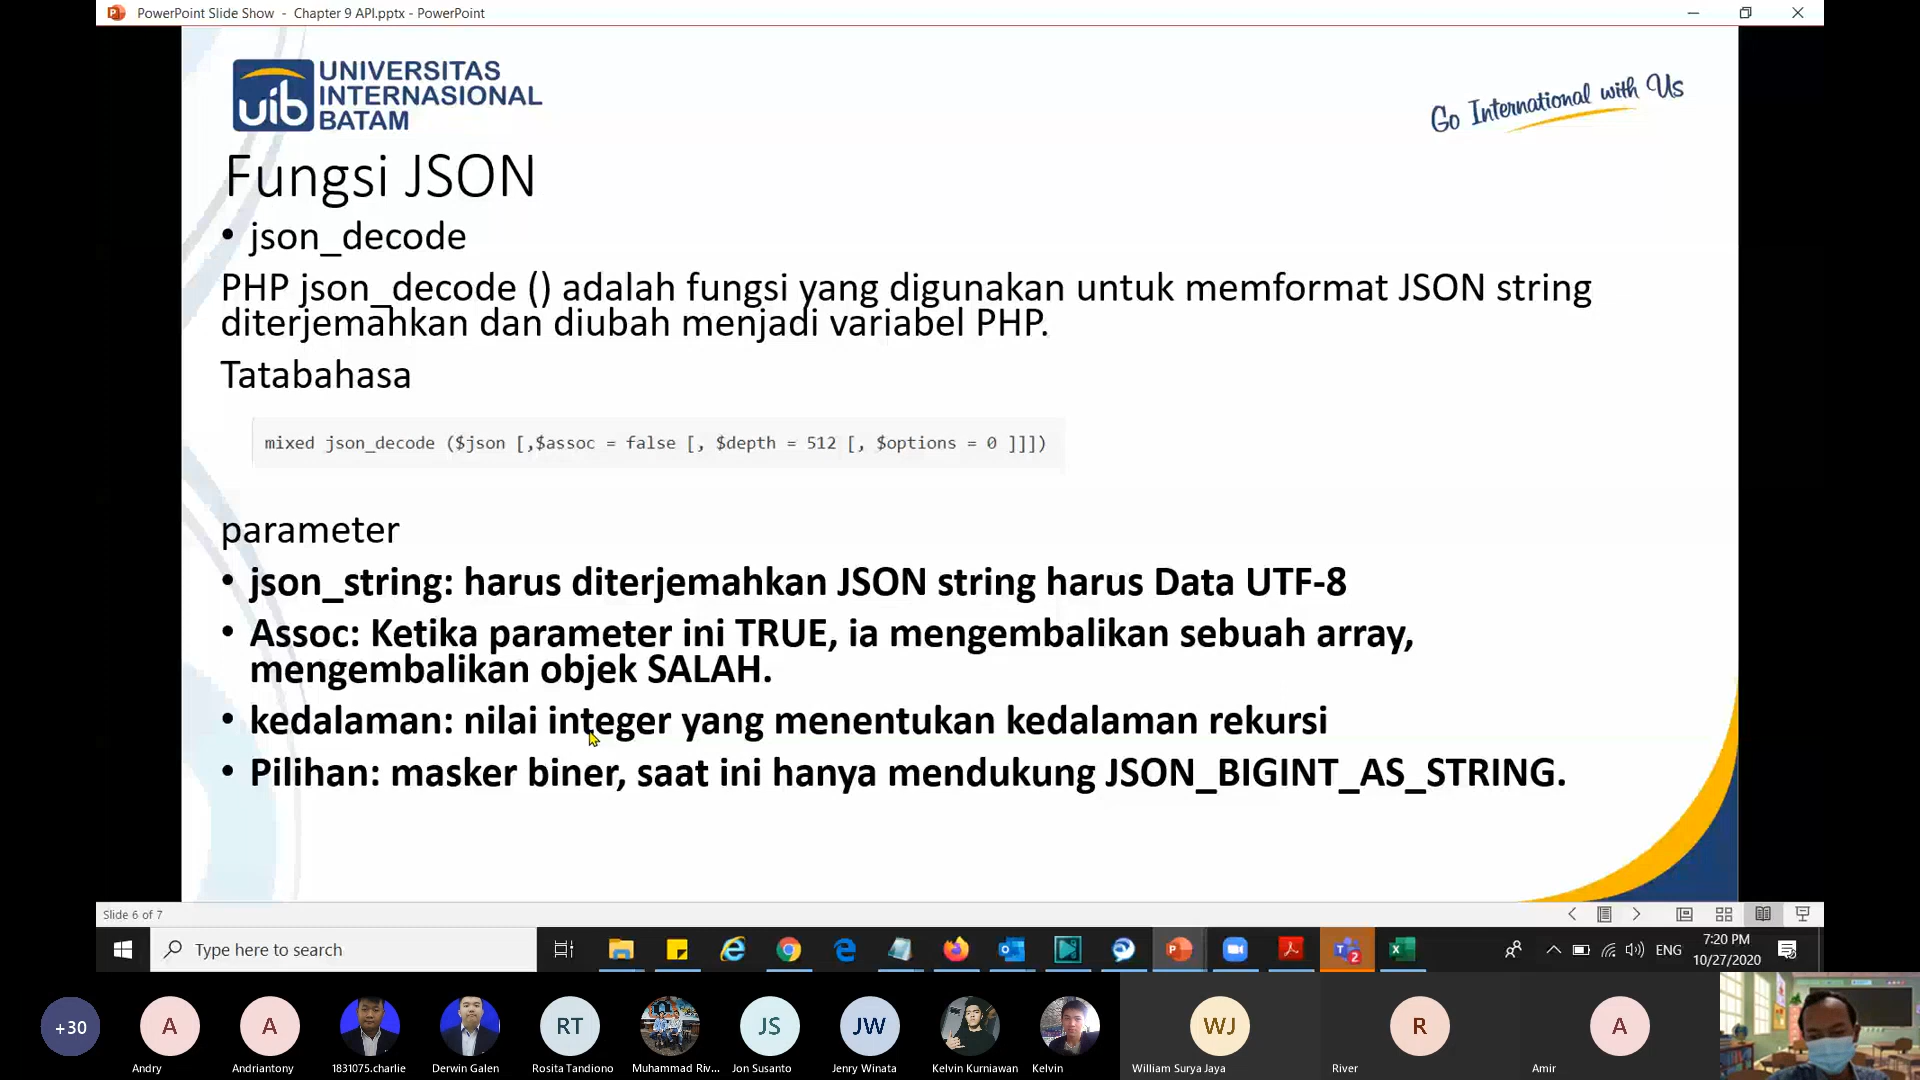 PowerPoint Slide Show - Chapter 9 API.pptx - PowerPoint
uib
UNIVERSITAS
INTERNASIONAL
BATAM
Go International with Us
Fungsi JSON
• json_decode
PHP json_decode () adalah fungsi yang digunakan untuk memformat JSON string
diterjemahkan dan diubah menjadi variabel PHP.
Tatabahasa
mixed json_decode ($json [,$assoc = false [, $depth = 512 [, $options = 0 ]]])
parameter
• json_string: harus diterjemahkan JSON string harus Data UTF-8
• Assoc: Ketika parameter ini TRUE, ia mengembalikan sebuah array,
mengembalikan objek SALAH.
• kedalaman: nilai integer yang menentukan kedalaman rekursi
• Pilihan: masker biner, saat ini hanya mendukung JSON_BIGINT_AS_STRING.
Slide 6 of 7
Type here to search
2
ENG
7:20 PM
10/27/2020
+30
A
A
RT
JS
JW
WJ
R
A
Andry
Andriantony
1831075.charlie
Derwin Galen
Rosita Tandiono
Muhammad Riv...
Jon Susanto
Jenry Winata
Kelvin Kurniawan
Kelvin
William Surya Jaya
River
Amir